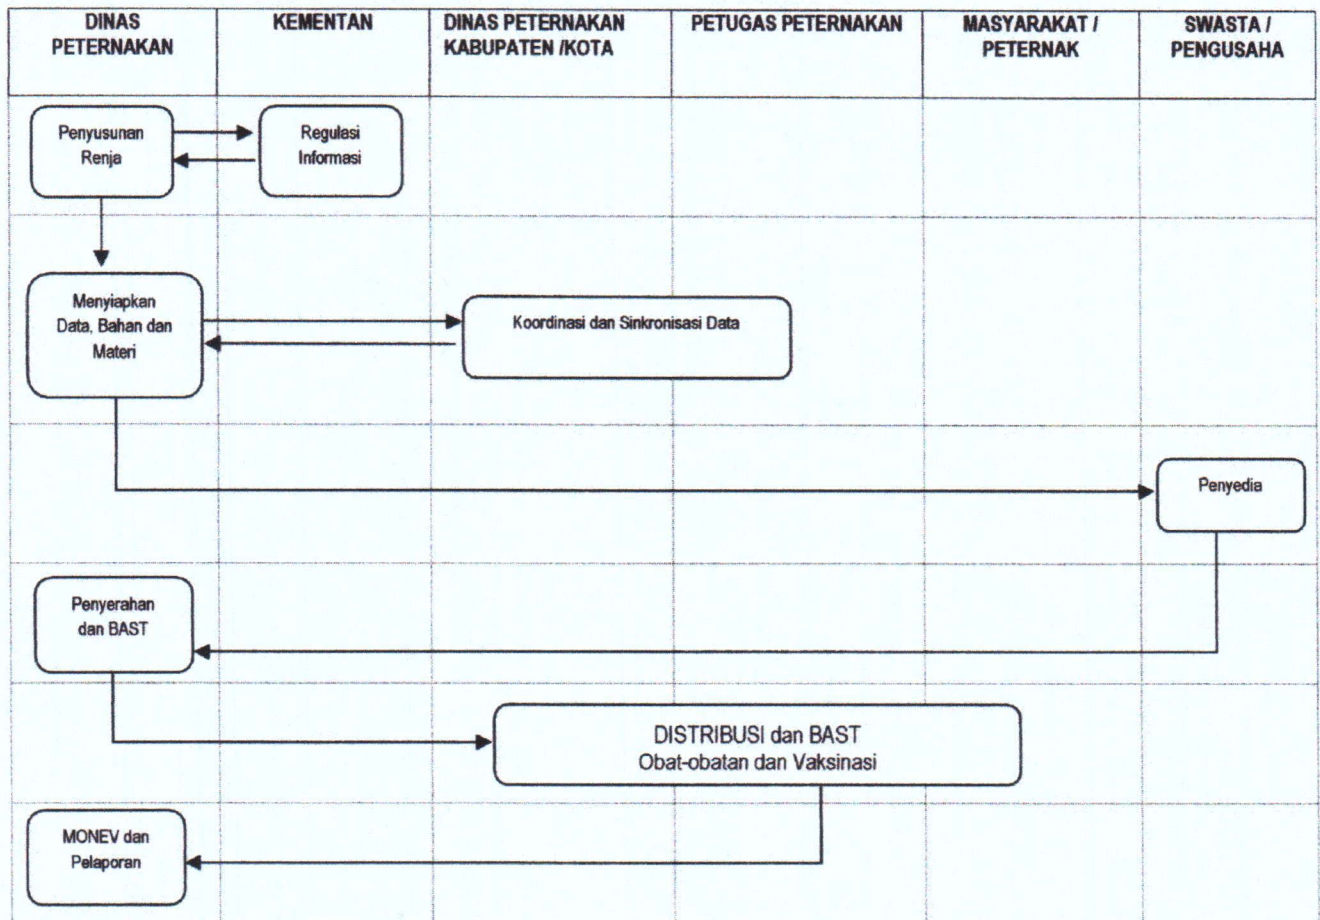 DINAS
PETERNAKAN
KEMENTAN
DINAS PETERNAKAN
KABUPATEN /KOTA
PETUGAS PETERNAKAN
MASYARAKAT /
PETERNAK
SWASTA /
PENGUSAHA
Penyusunan
Renja
Regulasi
Informasi
Menyiapkan
Data, Bahan dan
Materi
Koordinasi dan Sinkronisasi Data
Penyedia
Penyerahan
dan BAST
DISTRIBUSI dan BAST
Obat-obatan dan Vaksinasi
MONEV dan
Pelaporan